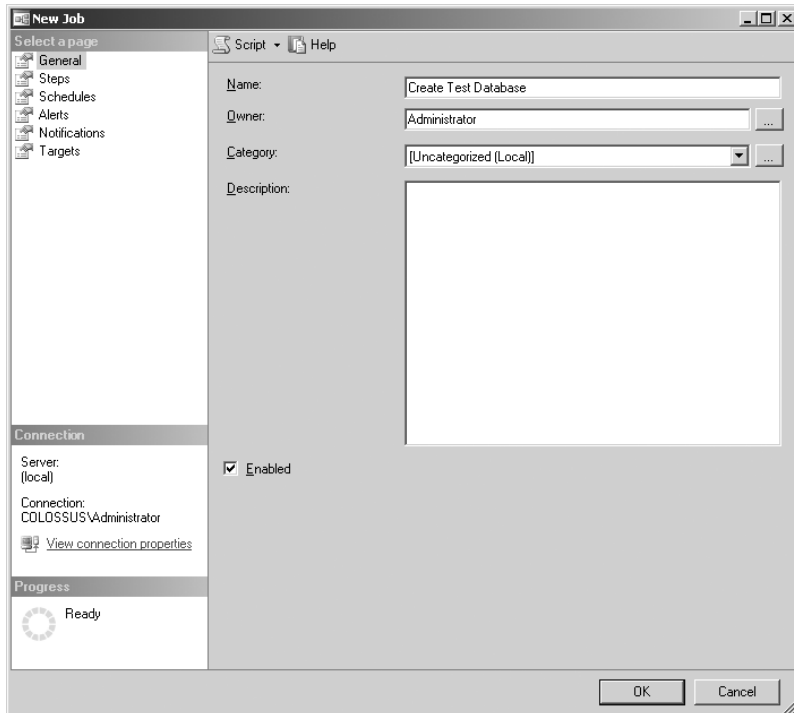 New Job
Select a page
General
Steps
Schedules
Alerts
Notifications
Targets
Script Help
Name: Create Test Database
Owner: Administrator ...
Category: [Uncategorized (Local)] ...
Description:
Enabled
Connection
Server:
(local)
Connection:
COLOSSUS\Administrator
View connection properties
Progress
Ready
OK Cancel